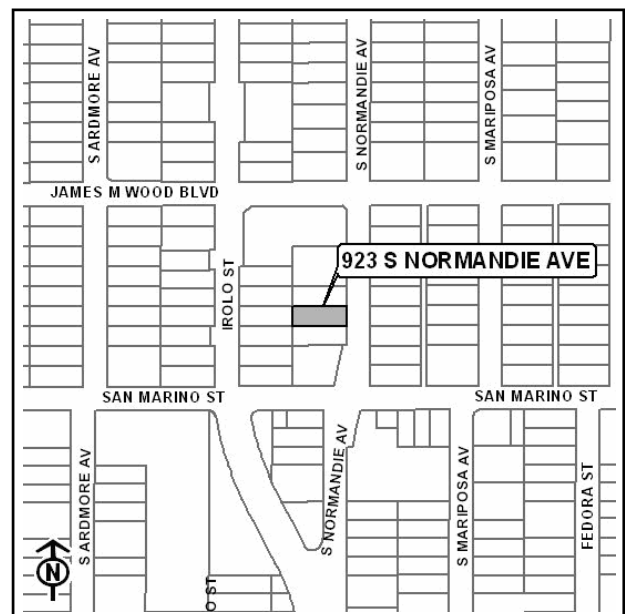 S ARDMORE AV
S NORMANDIE AV
S MARIPOSA AV
JAMES M WOOD BLVD
923 S NORMANDIE AVE
IROLO ST
SAN MARINO ST
SAN MARINO ST
S ARDMORE AV
S NORMANDIE AV
S MARIPOSA AV
FEDORA ST
O ST
N